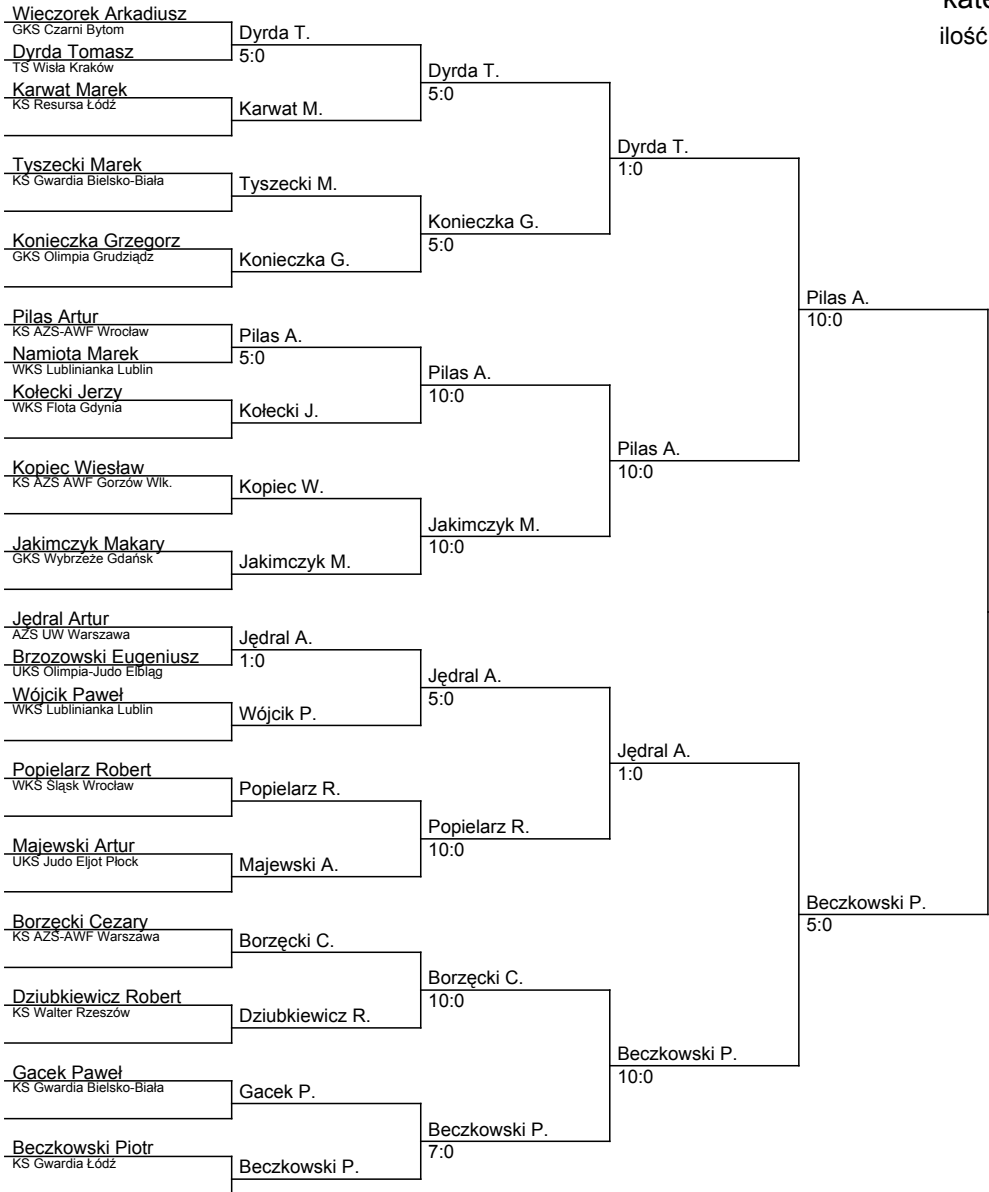 Wieczorek Arkadiusz
GKS Czarni Bytom
Dyrda Tomasz
TS Wisła Kraków
Karwat Marek
KS Resursa Łódź
Tyszecki Marek
KS Gwardia Bielsko-Biała
Konieczka Grzegorz
GKS Olimpia Grudziądz
Pilas Artur
KS AZS-AWF Wrocław
Namiota Marek
WKS Lublinianka Lublin
Kołecki Jerzy
WKS Flota Gdynia
Kopiec Wiesław
KS AZS AWF Gorzów Wlk.
Jakimczyk Makary
GKS Wybrzeże Gdańsk
Jędral Artur
AZS UW Warszawa
Brzozowski Eugeniusz
UKS Olimpia-Judo Elbląg
Wójcik Paweł
WKS Lublinianka Lublin
Popielarz Robert
WKS Śląsk Wrocław
Majewski Artur
UKS Judo Eljot Płock
Borzęcki Cezary
KS AZS-AWF Warszawa
Dziubkiewicz Robert
KS Walter Rzeszów
Gacek Paweł
KS Gwardia Bielsko-Biała
Beczkowski Piotr
KS Gwardia Łódź
Dyrda T.
5:0
Karwat M.
Tyszecki M.
Konieczka G.
Pilas A.
5:0
Kołecki J.
Kopiec W.
Jakimczyk M.
Jędral A.
1:0
Wójcik P.
Popielarz R.
Majewski A.
Borzęcki C.
Dziubkiewicz R.
Gacek P.
Beczkowski P.
Dyrda T.
5:0
Konieczka G.
5:0
Pilas A.
10:0
Jakimczyk M.
10:0
Jędral A.
5:0
Popielarz R.
10:0
Borzęcki C.
10:0
Beczkowski P.
7:0
Dyrda T.
1:0
Pilas A.
10:0
Jędral A.
1:0
Beczkowski P.
10:0
Pilas A.
10:0
Beczkowski P.
5:0
ilość